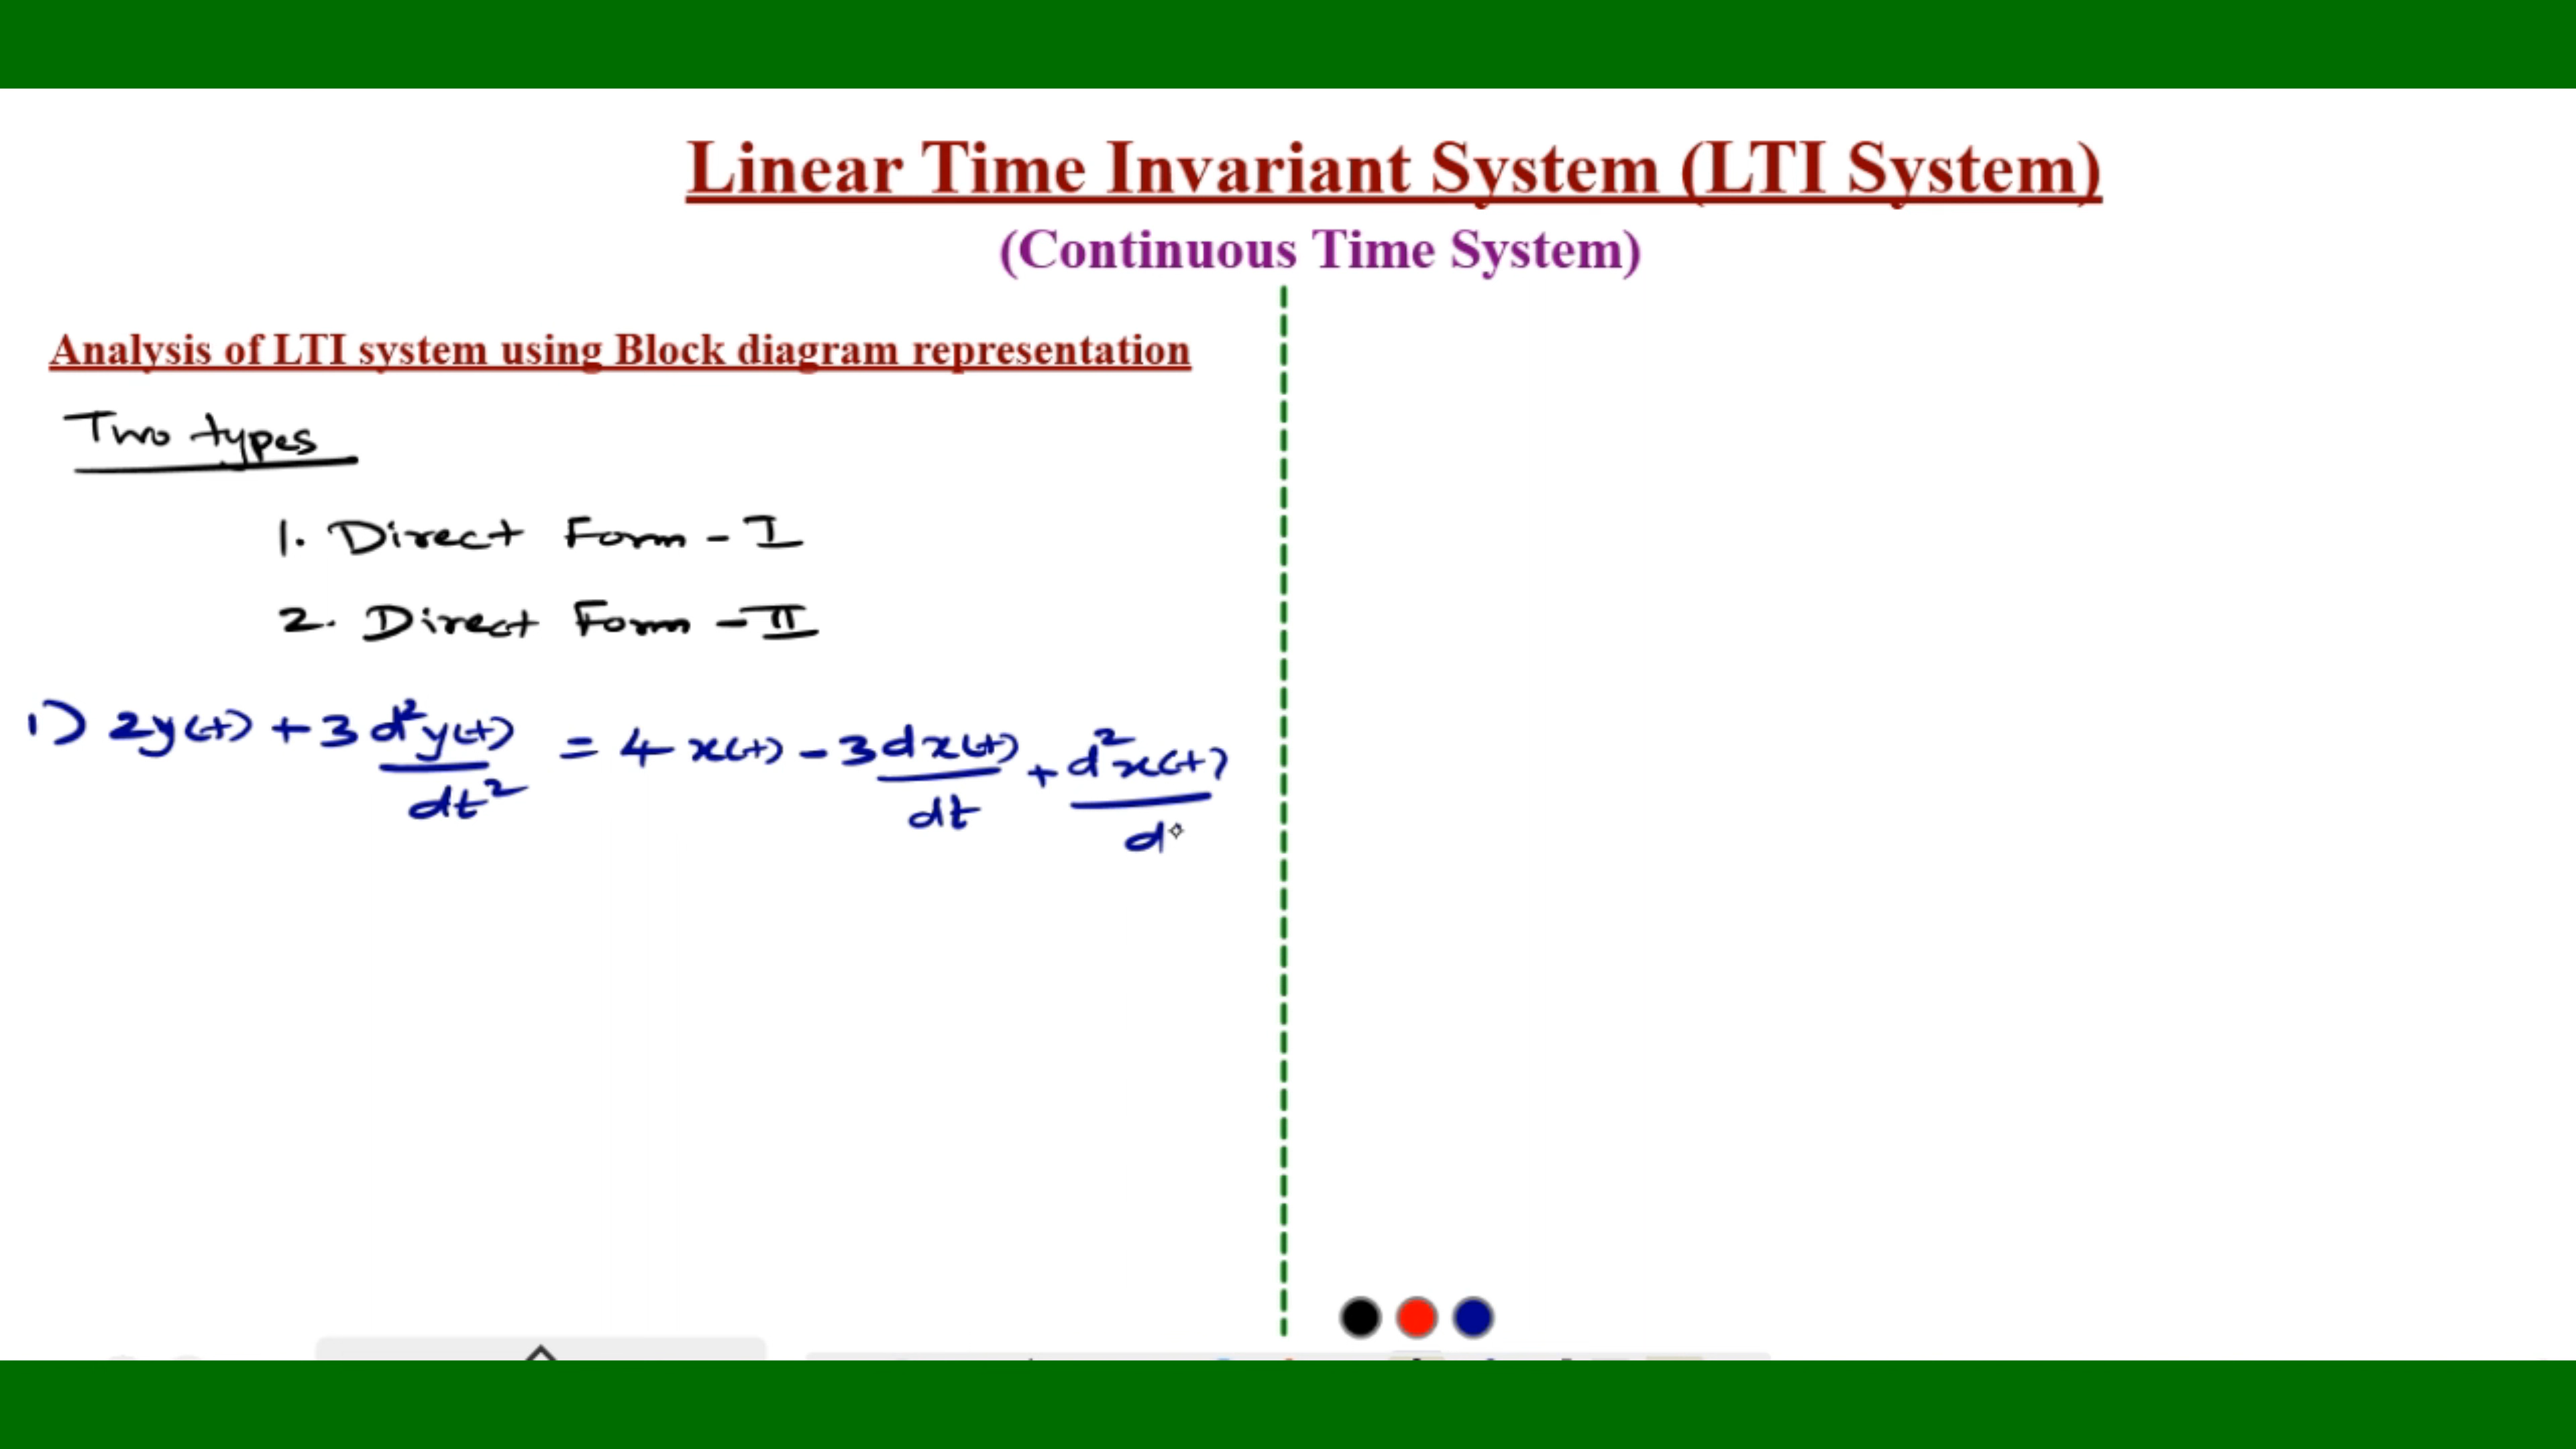 Linear Time Invariant System (LTI System)
(Continuous Time System)
Analysis of LTI system using Block diagram representation
Two types
1. Direct Form - I
2. Direct Form - II
1) 2y(t) + 3 d²y(t)/dt² = 4 x(t) - 3 dx(t)/dt + d²x(t)/d